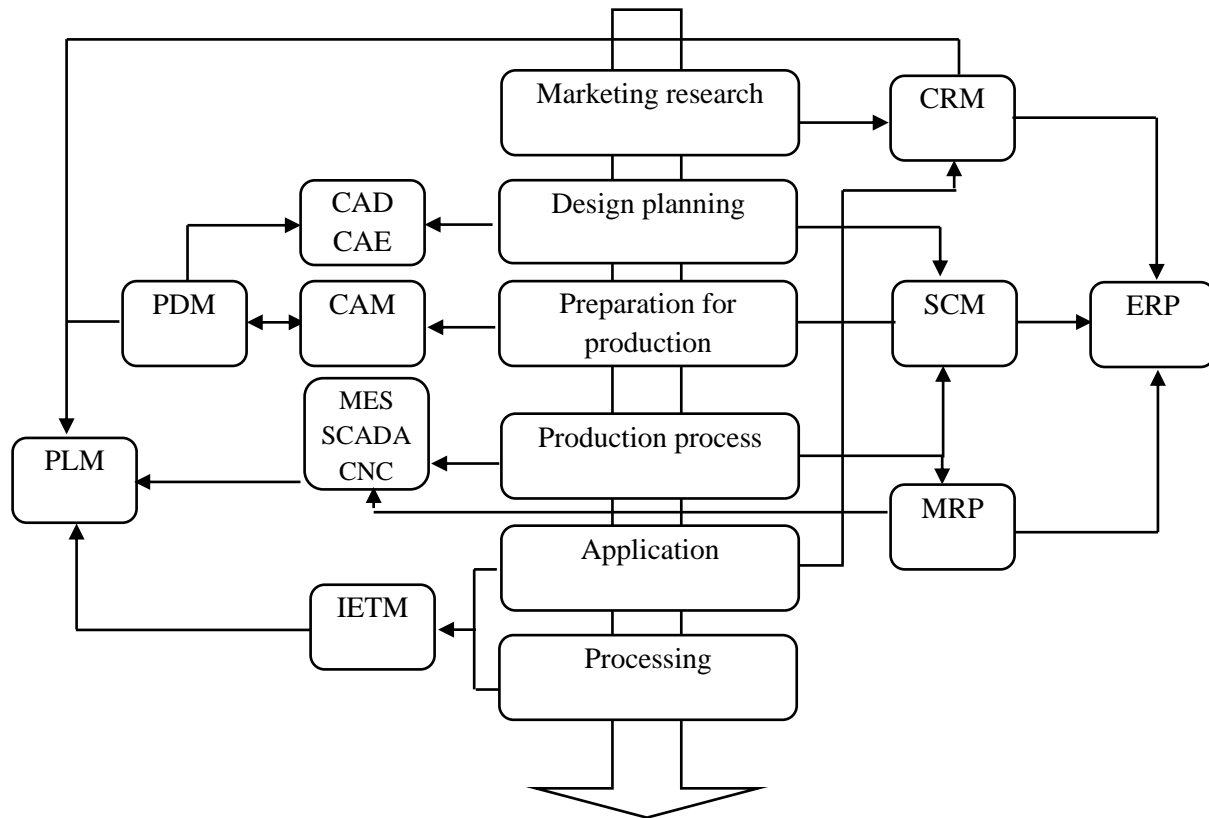 Marketing research
CRM
CAD
CAE
Design planning
PDM
CAM
Preparation for
production
SCM
ERP
MES
SCADA
CNC
Production process
PLM
MRP
Application
IETM
Processing